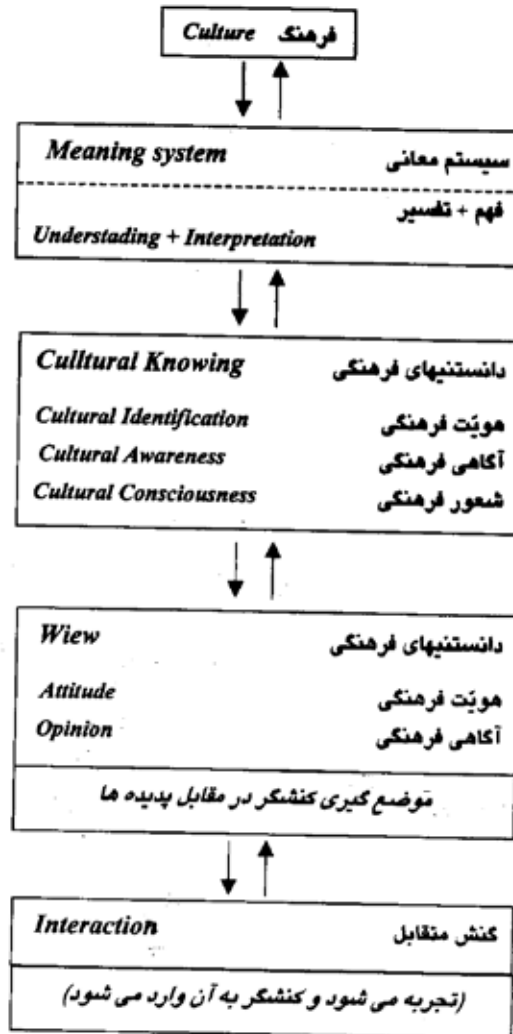 Culture فرهنگ
Meaning system سیستم معانی
فهم + تفسیر
Understading + Interpretation
Culltural Knowing دانستنیهای فرهنگی
Cultural Identification هویّت فرهنگی
Cultural Awareness آگاهی فرهنگی
Cultural Consciousness شعور فرهنگی
Wiew دانستنیهای فرهنگی
Attitude هویّت فرهنگی
Opinion آگاهی فرهنگی
موضع گیری کنشگر در مقابل پدیده ها
Interaction کنش متقابل
(تجربه می شود و کنشگر به آن وارد می شود)